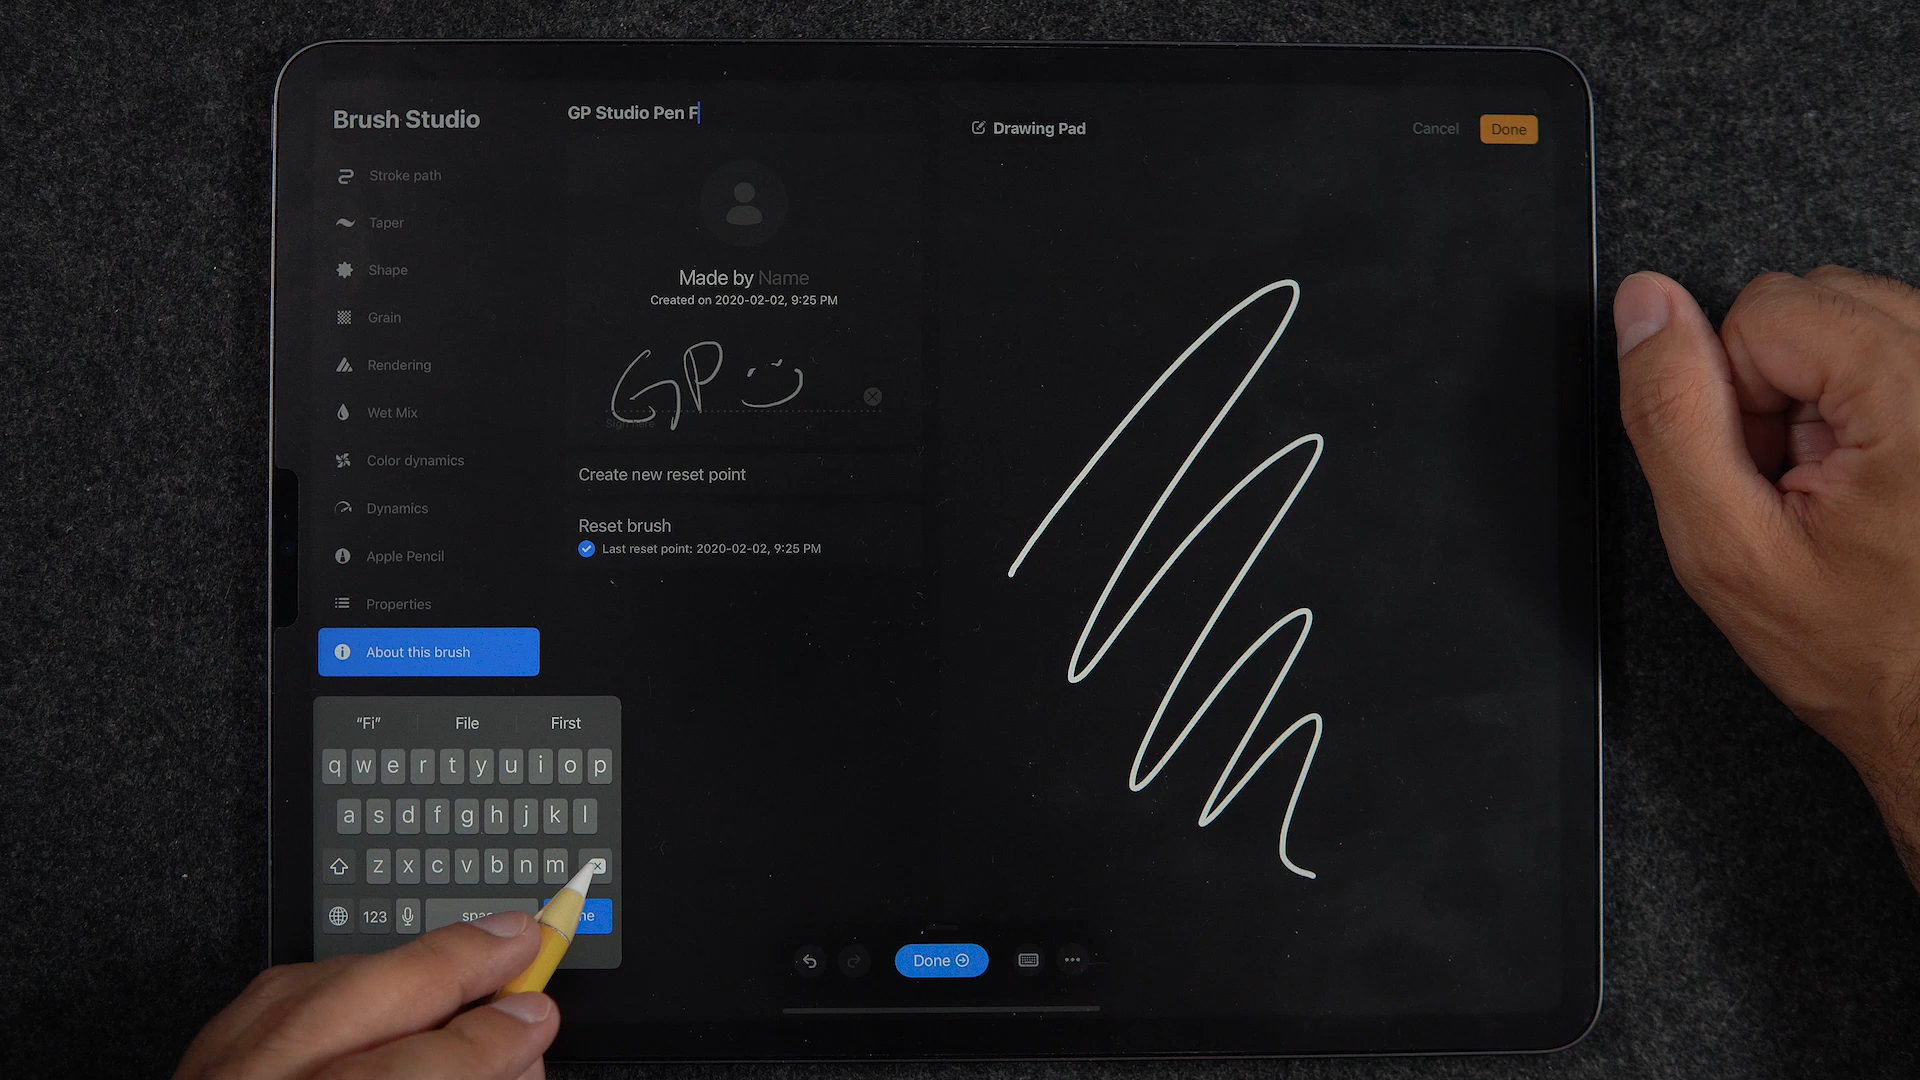 Brush Studio
Stroke path
Taper
Shape
Grain
Rendering
Wet Mix
Color dynamics
Dynamics
Apple Pencil
Properties
About this brush
GP Studio Pen F
Made by Name
Created on 2020-02-02, 9:25 PM
GP
Sign here
Create new reset point
Reset brush
Last reset point: 2020-02-02, 9:25 PM
Drawing Pad
Cancel
Done
“Fi” File First
q w e r t y u i o p
a s d f g h j k l
z x c v b n m
123
Done